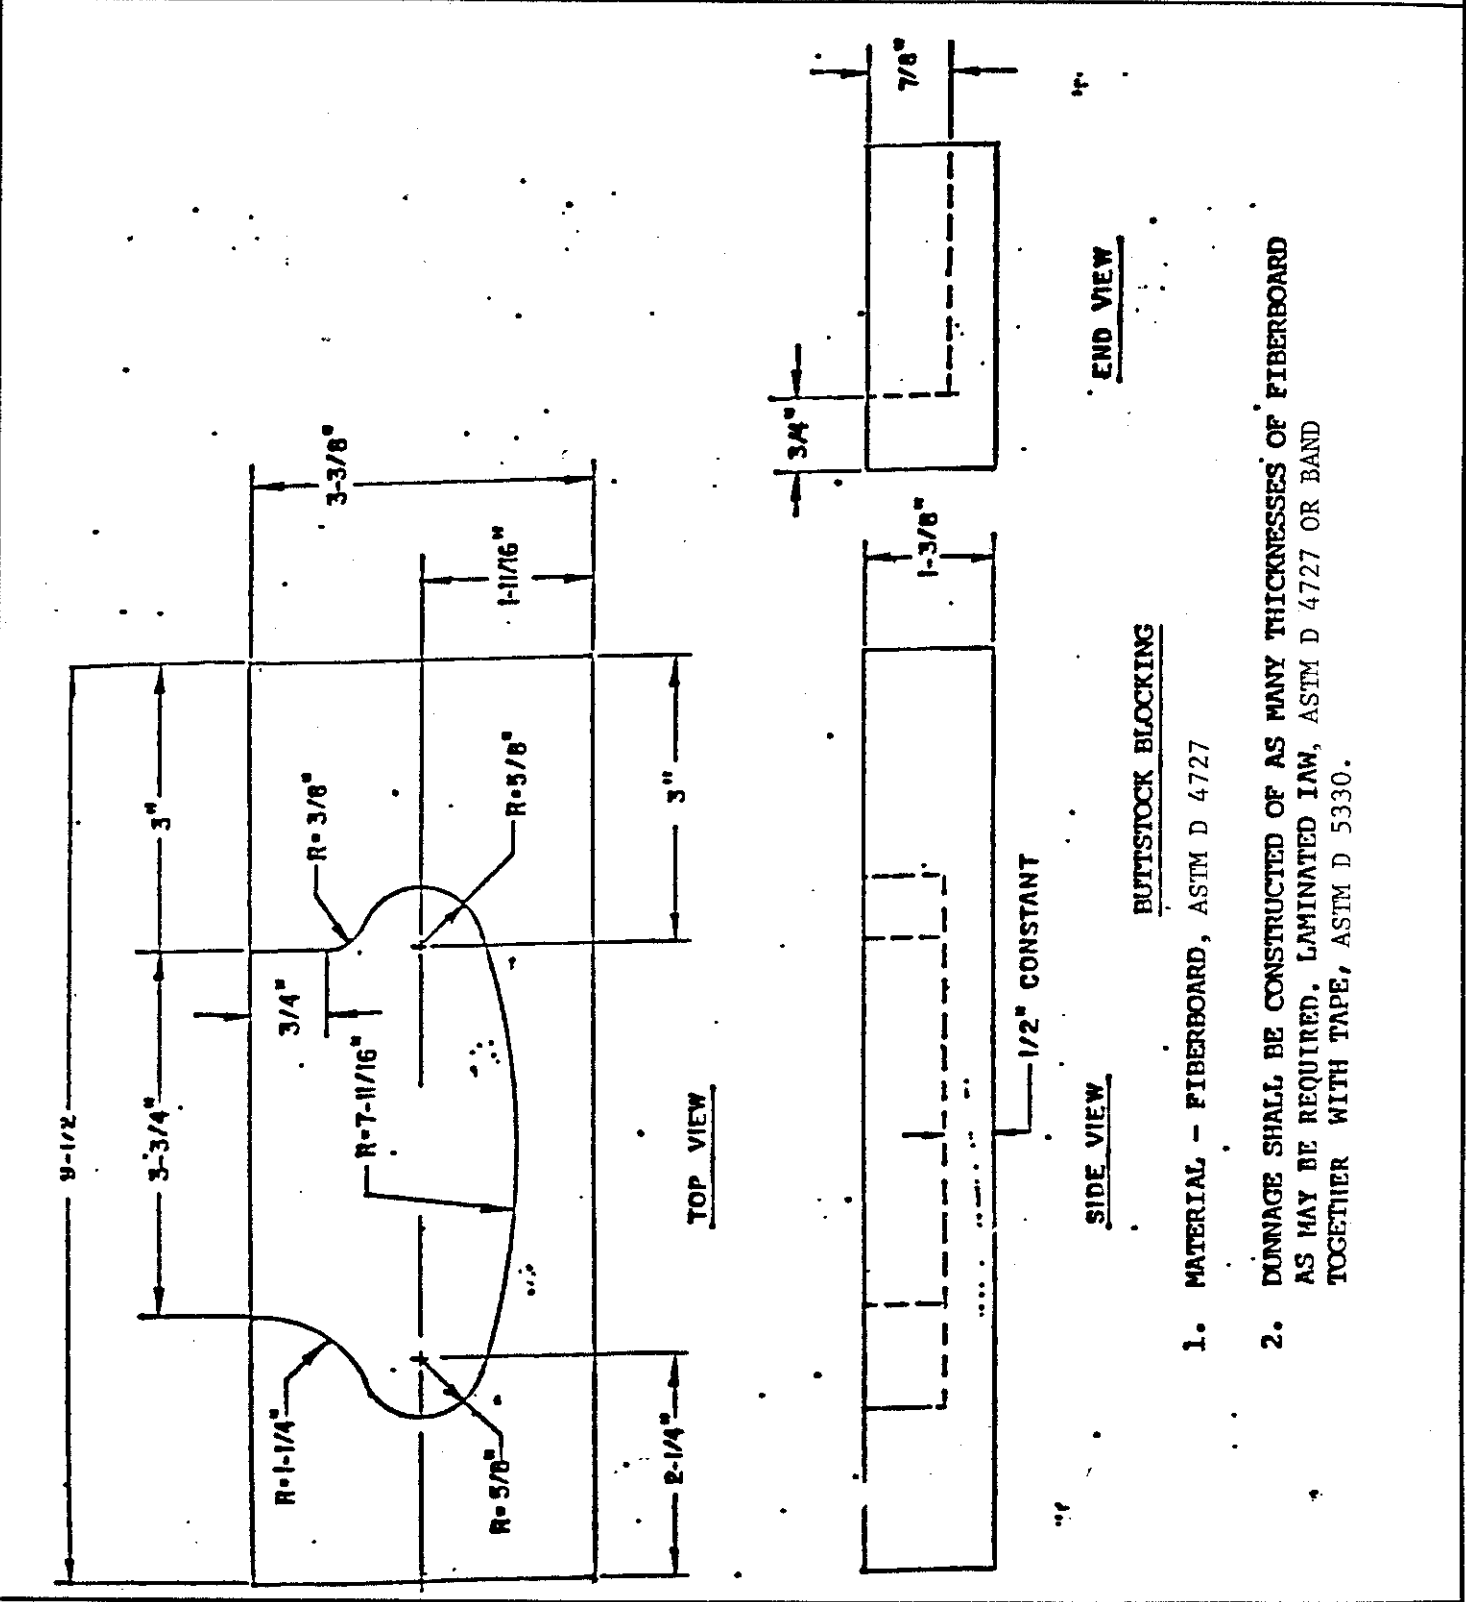 9-1/2
3-3/4"
3"
R=1-1/4"
3/4"
R=3/8"
3-3/8"
R=7-11/16"
R=5/8"
R=5/8"
1-11/16"
2-1/4"
3"
TOP VIEW
3/4"
7/8"
1-3/8"
1/2" CONSTANT
SIDE VIEW
END VIEW
BUTTSTOCK BLOCKING
1. MATERIAL - FIBERBOARD, ASTM D 4727
2. DUNNAGE SHALL BE CONSTRUCTED OF AS MANY THICKNESSES OF FIBERBOARD
AS MAY BE REQUIRED. LAMINATED IAW, ASTM D 4727 OR BAND
TOGETHER WITH TAPE, ASTM D 5330.